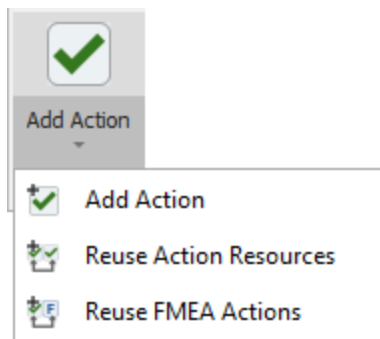 Add Action
Add Action
Reuse Action Resources
F
Reuse FMEA Actions